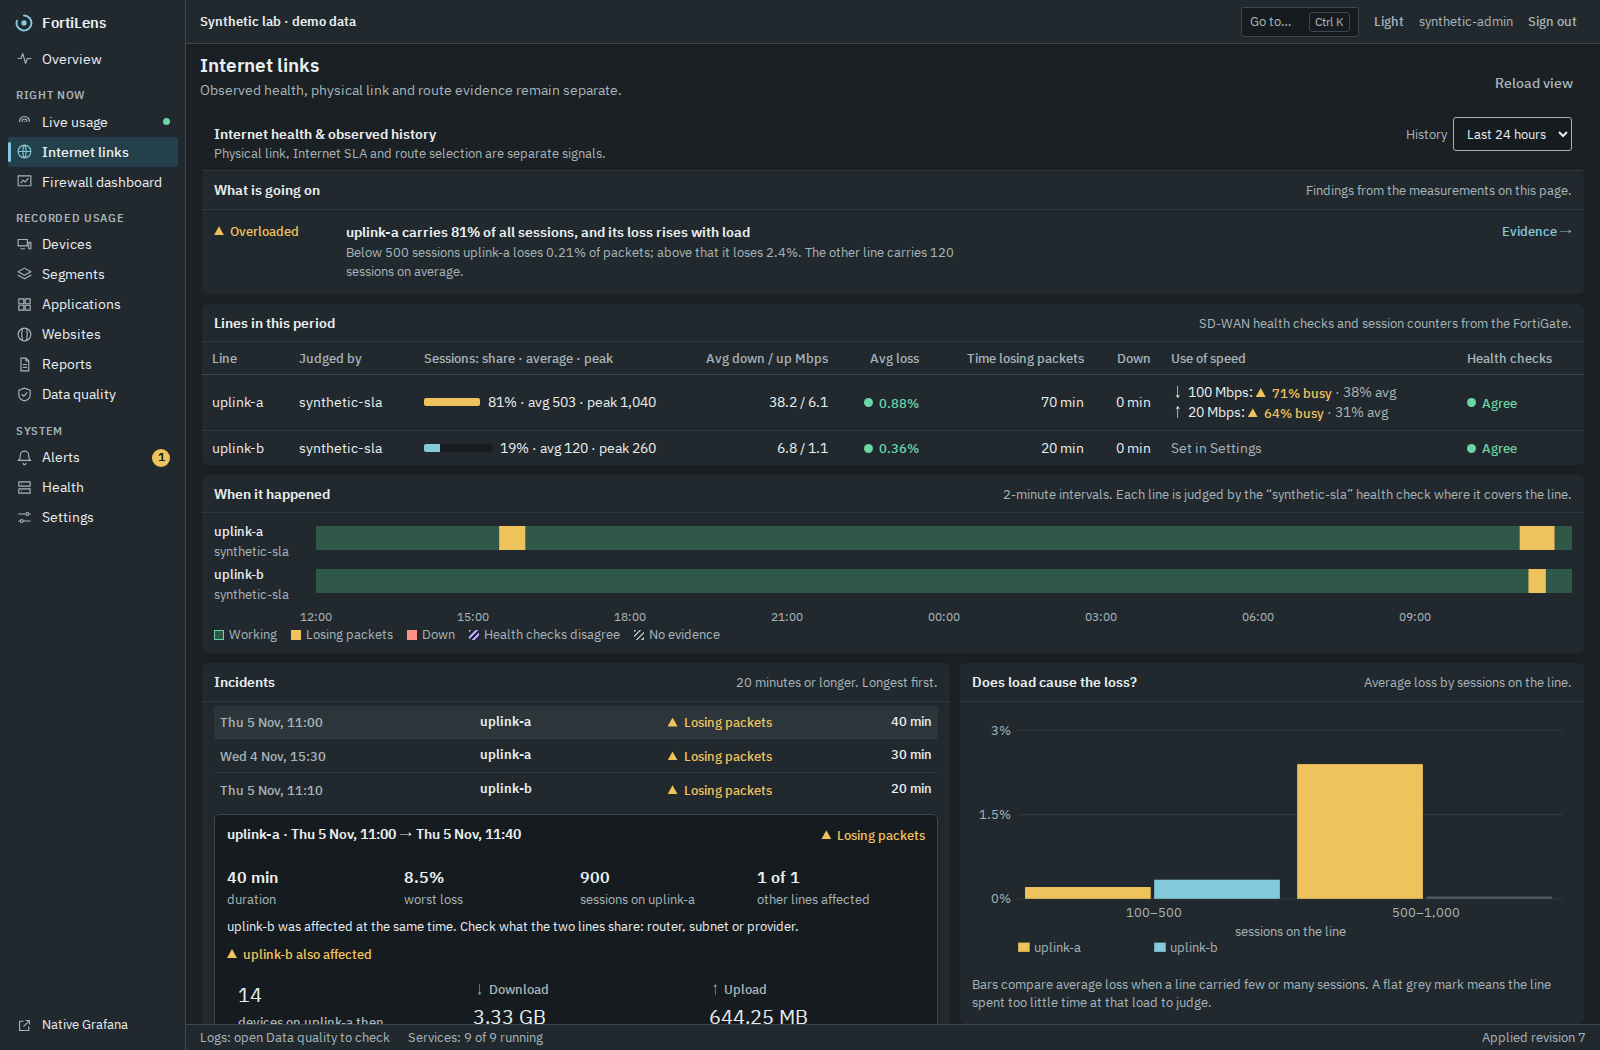 FortiLens
Synthetic lab · demo data
Go to...
Ctrl K
Light
synthetic-admin
Sign out
Overview
RIGHT NOW
Live usage
Internet links
Firewall dashboard
RECORDED USAGE
Devices
Segments
Applications
Websites
Reports
Data quality
SYSTEM
Alerts
1
Health
Settings
Native Grafana
Internet links
Observed health, physical link and route evidence remain separate.
Reload view
Internet health & observed history
Physical link, Internet SLA and route selection are separate signals.
History
Last 24 hours
What is going on
Findings from the measurements on this page.
Overloaded
uplink-a carries 81% of all sessions, and its loss rises with load
Below 500 sessions uplink-a loses 0.21% of packets; above that it loses 2.4%. The other line carries 120
sessions on average.
Evidence →
Lines in this period
SD-WAN health checks and session counters from the FortiGate.
Line Judged by Sessions: share · average · peak Avg down / up Mbps Avg loss Time losing packets Down Use of speed Health checks
uplink-a synthetic-sla 81% · avg 503 · peak 1,040 38.2 / 6.1 0.88% 70 min 0 min ↓ 100 Mbps: 71% busy · 38% avg
↑ 20 Mbps: 64% busy · 31% avg
Agree
uplink-b synthetic-sla 19% · avg 120 · peak 260 6.8 / 1.1 0.36% 20 min 0 min Set in Settings Agree
When it happened
2-minute intervals. Each line is judged by the “synthetic-sla” health check where it covers the line.
uplink-a
synthetic-sla
uplink-b
synthetic-sla
12:00 15:00 18:00 21:00 00:00 03:00 06:00 09:00
Working Losing packets Down Health checks disagree No evidence
Incidents
20 minutes or longer. Longest first.
Thu 5 Nov, 11:00 uplink-a Losing packets 40 min
Wed 4 Nov, 15:30 uplink-a Losing packets 30 min
Thu 5 Nov, 11:10 uplink-b Losing packets 20 min
uplink-a · Thu 5 Nov, 11:00 → Thu 5 Nov, 11:40
Losing packets
40 min 8.5% 900 1 of 1
duration worst loss sessions on uplink-a other lines affected
uplink-b was affected at the same time. Check what the two lines share: router, subnet or provider.
uplink-b also affected
14 ↓ Download ↑ Upload
devices on uplink-a then 3.33 GB 644.25 MB
Does load cause the loss?
Average loss by sessions on the line.
3%
1.5%
0%
100–500 500–1,000
sessions on the line
uplink-a uplink-b
Bars compare average loss when a line carried few or many sessions. A flat grey mark means the line
spent too little time at that load to judge.
Logs: open Data quality to check
Services: 9 of 9 running
Applied revision 7